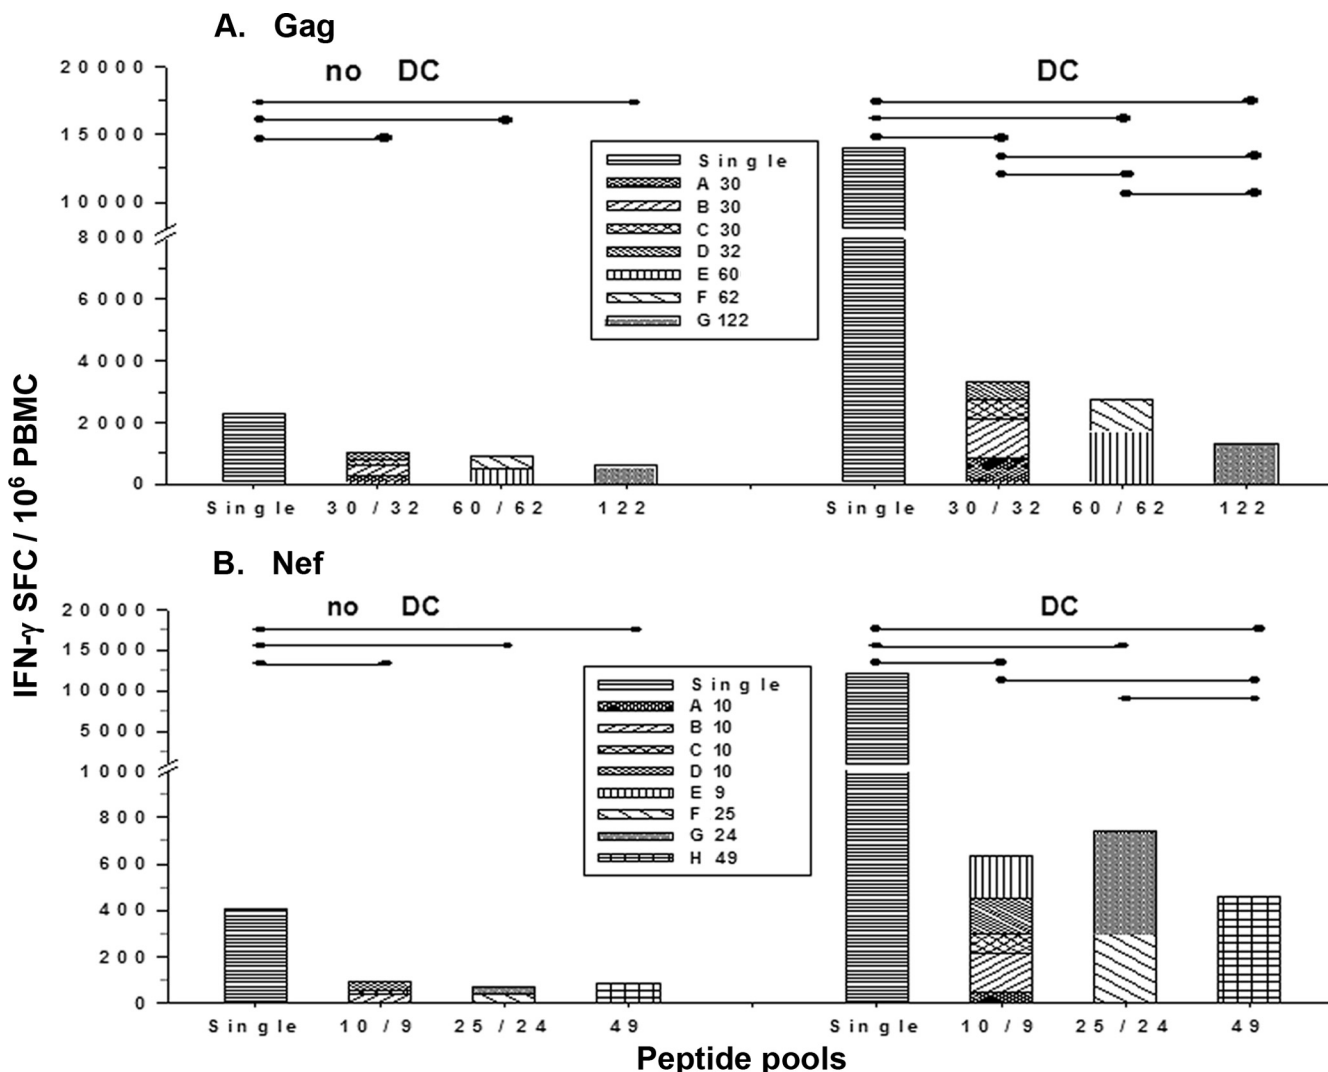 A. Gag
no DC
DC
20000
15000
10000
8000
6000
4000
2000
0
Single
A 30
B 30
C 30
D 32
E 60
F 62
G 122
Single 30 / 32 60 / 62 122 Single 30 / 32 60 / 62 122
IFN-γ SFC / 10⁶ PBMC
B. Nef
no DC
DC
20000
15000
10000
5000
1000
800
600
400
200
0
Single
A 10
B 10
C 10
D 10
E 9
F 25
G 24
H 49
Single 10 / 9 25 / 24 49 Single 10 / 9 25 / 24 49
Peptide pools